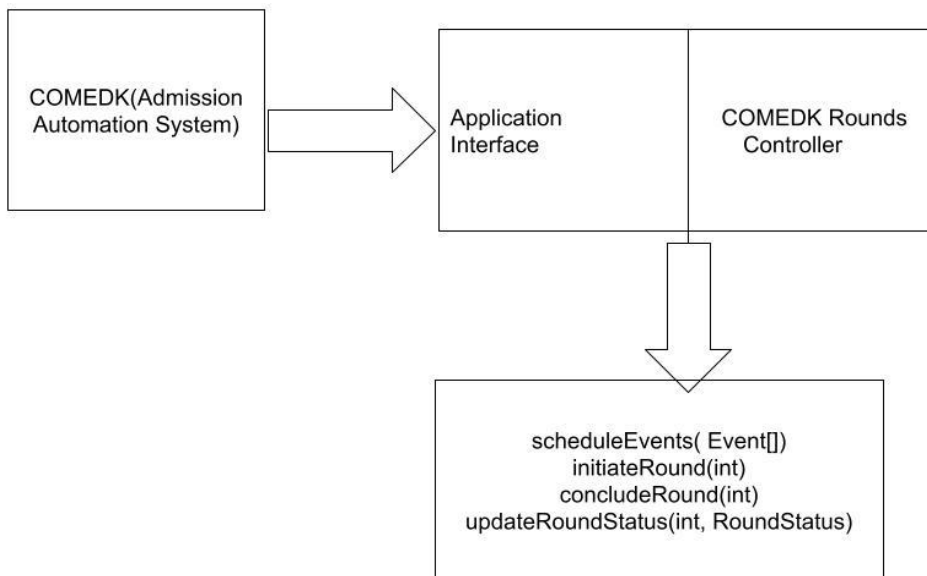 COMEDK(Admission
Automation System)
Application
Interface
COMEDK Rounds
Controller
scheduleEvents( Event[])
initiateRound(int)
concludeRound(int)
updateRoundStatus(int, RoundStatus)